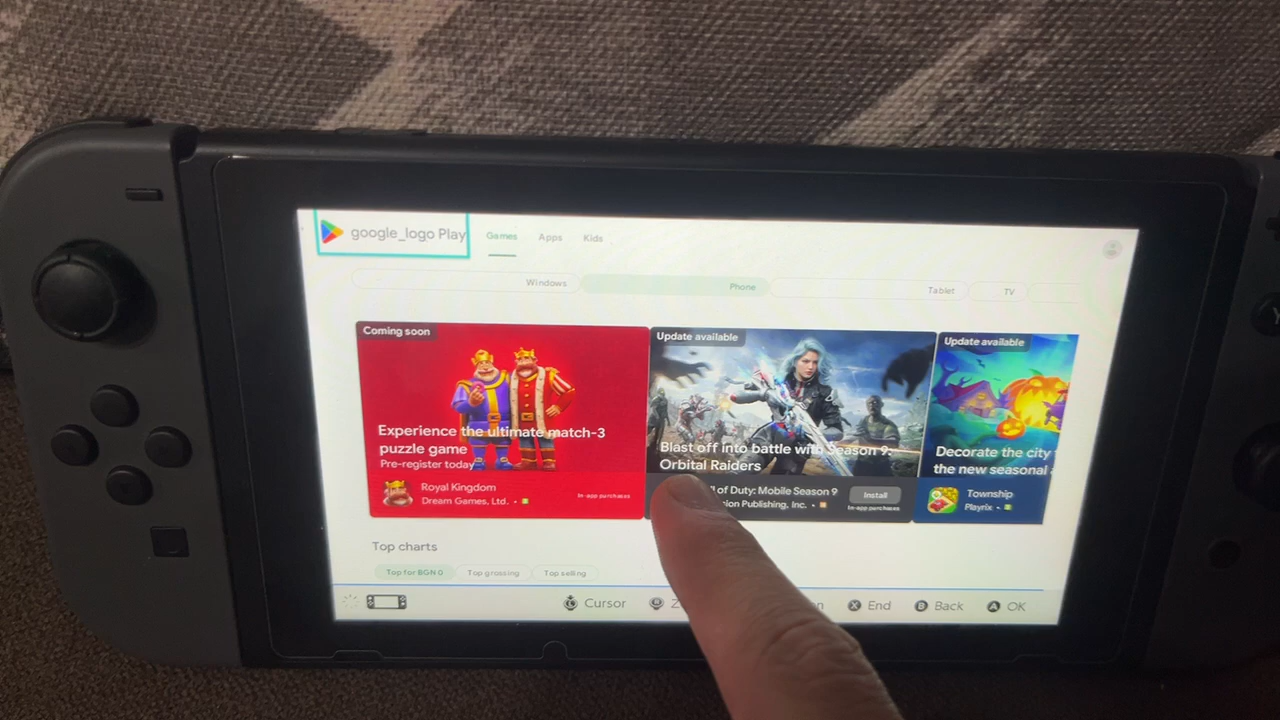 google_logo Play
Games
Apps
Kids
Windows
Phone
Tablet
TV
Coming soon
Experience the ultimate match-3
puzzle game
Pre-register today
Royal Kingdom
Dream Games, Ltd. •
In-app purchases
Update available
Blast off into battle with Season 9:
Orbital Raiders
of Duty: Mobile Season 9
Publishing, Inc. •
Install
In-app purchases
Update available
Decorate the city
the new seasonal
Township
Playrix •
Top charts
Top for BGN 0
Top grossing
Top selling
Cursor
X End
B Back
A OK